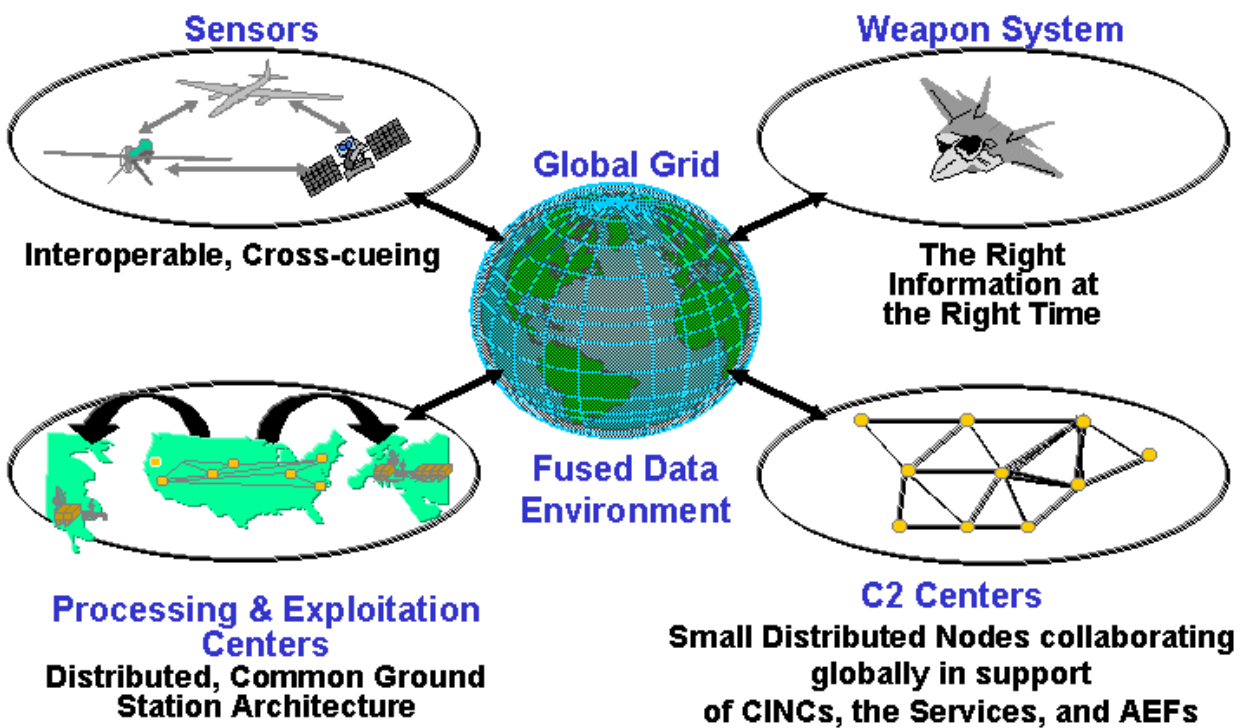 Sensors
Weapon System
Global Grid
Interoperable, Cross-cueing
The Right
Information at
the Right Time
Fused Data
Environment
Processing & Exploitation
Centers
Distributed, Common Ground
Station Architecture
C2 Centers
Small Distributed Nodes collaborating
globally in support
of CINCs, the Services, and AEFs